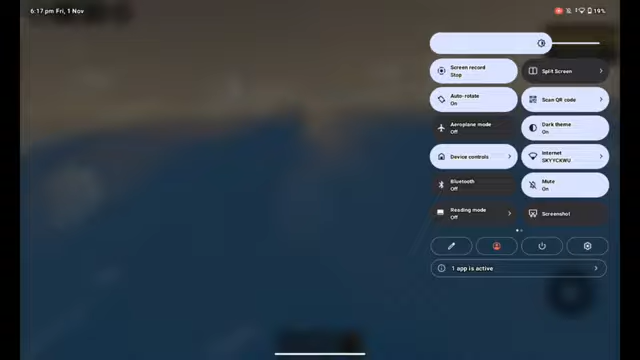 6:17 pm Fri, 1 Nov
19%
Screen record
Stop
Split Screen
Auto-rotate
On
Scan QR code
Aeroplane mode
Off
Dark theme
On
Device controls
Internet
SKYYCKWU
Bluetooth
Off
Mute
On
Reading mode
Off
Screenshot
1 app is active